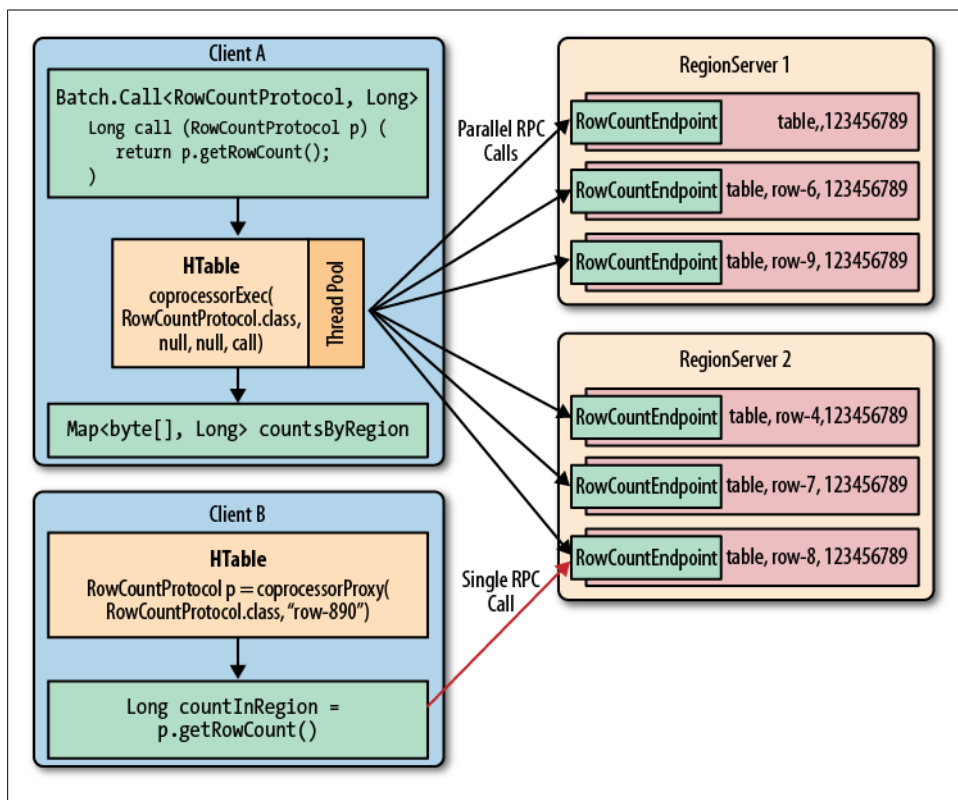 Client A
Batch.Call<RowCountProtocol, Long>
Long call (RowCountProtocol p) (
return p.getRowCount();
)
HTable
coprocessorExec(
RowCountProtocol.class,
null, null, call)
Thread Pool
Map<byte[], Long> countsByRegion
Parallel RPC
Calls
RegionServer 1
RowCountEndpoint table,,123456789
RowCountEndpoint table, row-6, 123456789
RowCountEndpoint table, row-9, 123456789
RegionServer 2
RowCountEndpoint table, row-4,123456789
RowCountEndpoint table, row-7, 123456789
RowCountEndpoint table, row-8, 123456789
Client B
HTable
RowCountProtocol p = coprocessorProxy(
RowCountProtocol.class, “row-890”)
Long countInRegion =
p.getRowCount()
Single RPC
Call